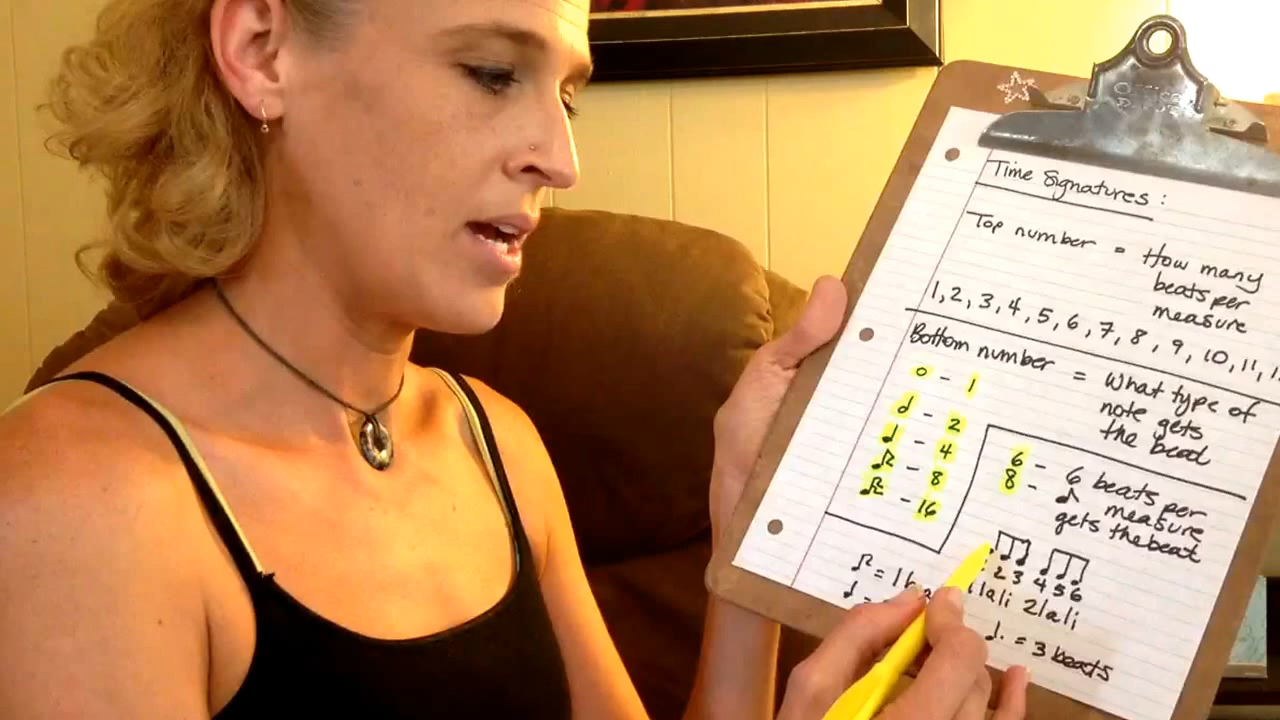 Time Signatures:
Top number = How many
beats per
measure
1, 2, 3, 4, 5, 6, 7, 8, 9, 10, 11,
Bottom number = What type of
note gets
the bead
o - 1
𝅗𝅥 - 2
♩ - 4
♪ - 8
𝅘𝅥𝅯 - 16
6 - 6 beats per
8 - ♪ measure
gets the beat
2 3 4 5 6
♪ = 1
1 la li 2 la li
♩. = 3 beats